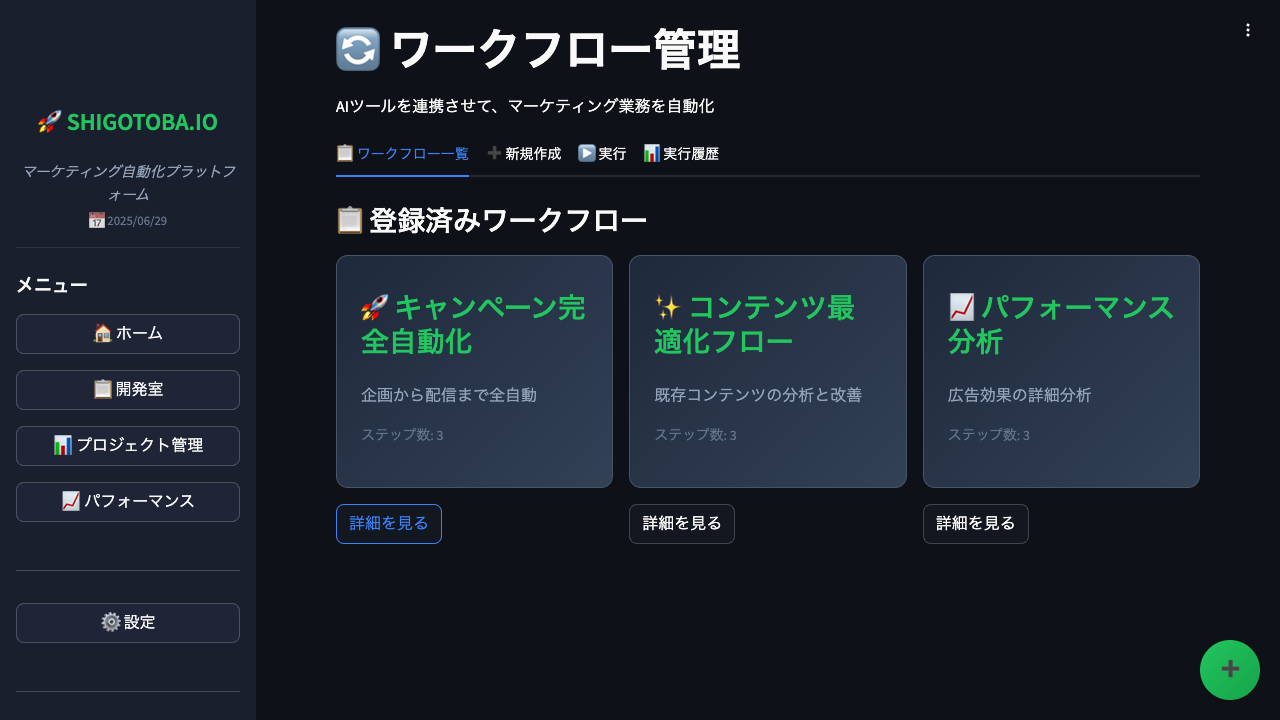 🚀 SHIGOTOBA.IO
マーケティング自動化プラットフ
ォーム
📅 2025/06/29
メニュー
🏠 ホーム
📋 開発室
📊 プロジェクト管理
📈 パフォーマンス
⚙️ 設定
🔄 ワークフロー管理
AIツールを連携させて、マーケティング業務を自動化
📋 ワークフロー一覧 ➕ 新規作成 ▶️ 実行 📊 実行履歴
📋 登録済みワークフロー
🚀 キャンペーン完
全自動化
企画から配信まで全自動
ステップ数: 3
詳細を見る
✨ コンテンツ最
適化フロー
既存コンテンツの分析と改善
ステップ数: 3
詳細を見る
📈 パフォーマンス
分析
広告効果の詳細分析
ステップ数: 3
詳細を見る
➕